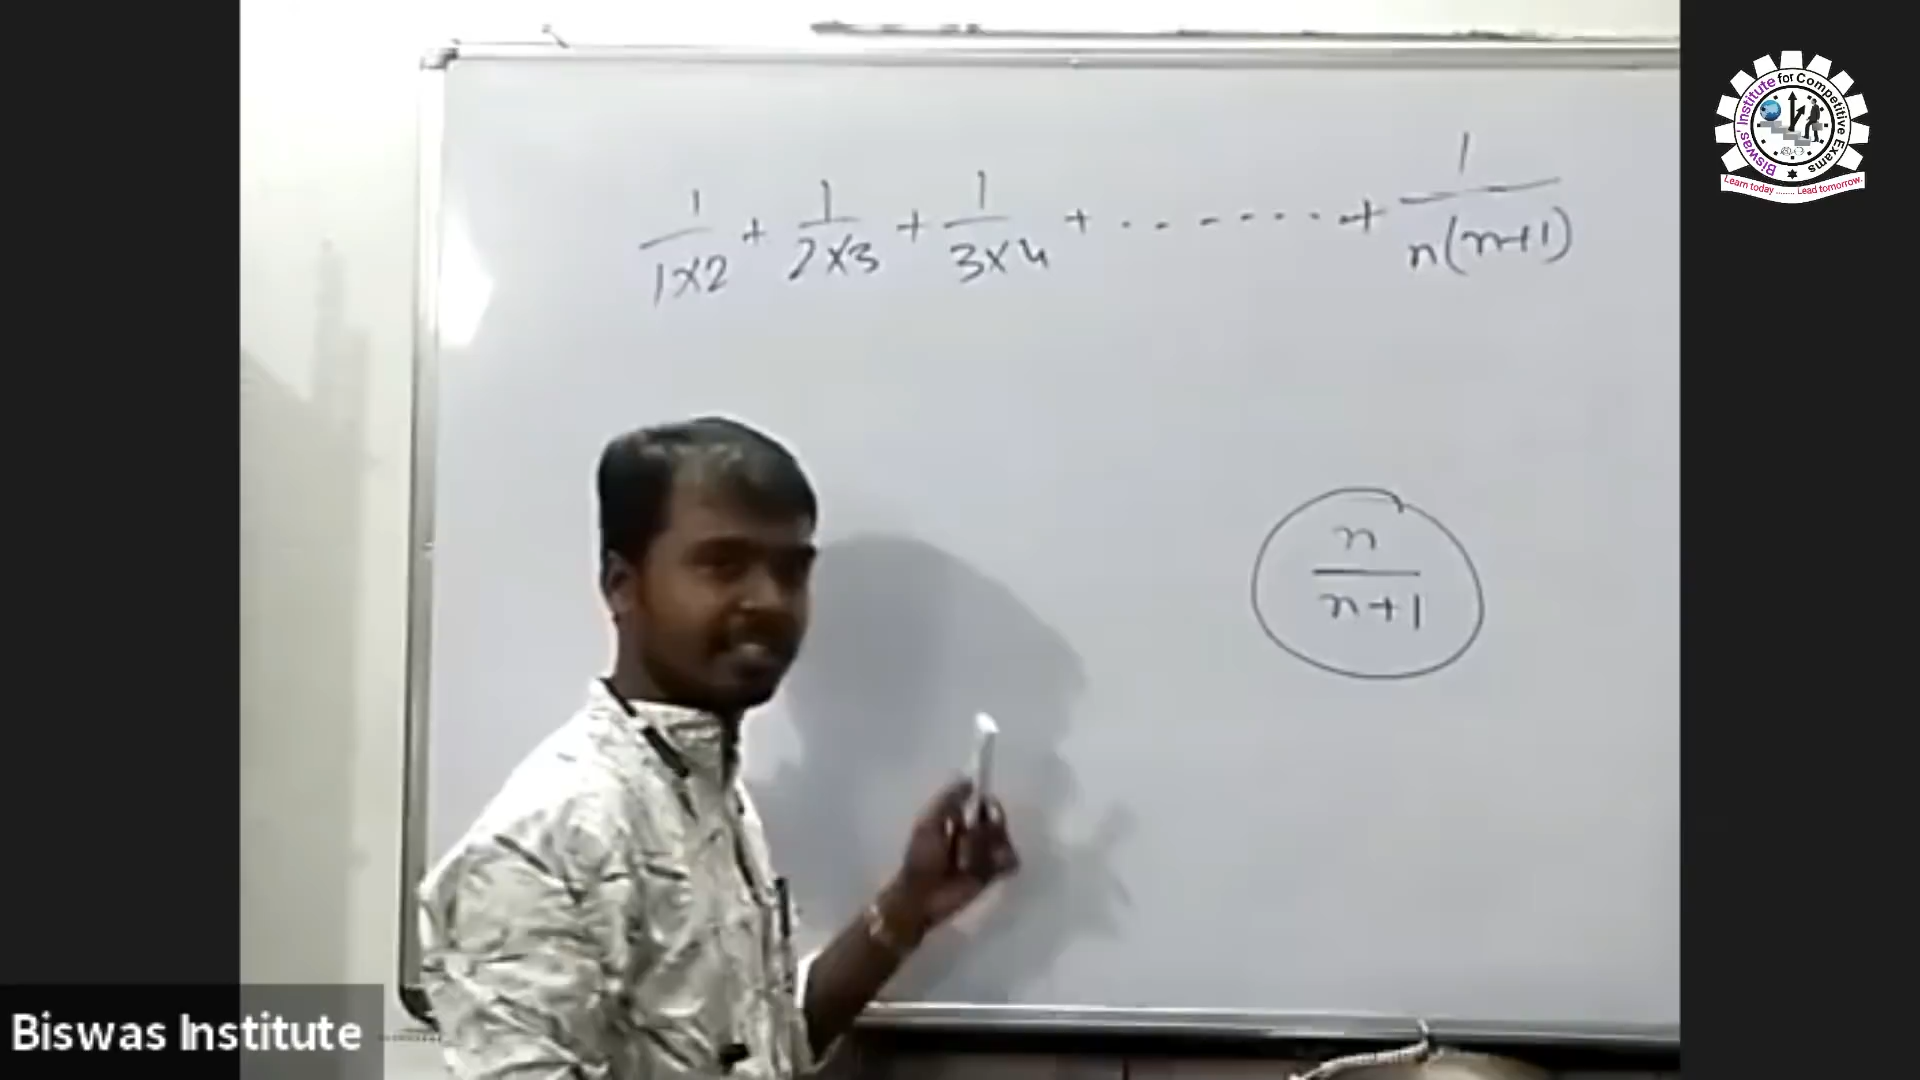 1/1×2 + 1/2×3 + 1/3×4 + ....... + 1/n(n+1)
n/n+1
Biswas' Institute for Competitive Exams
Learn today ........ Lead tomorrow.
Biswas Institute